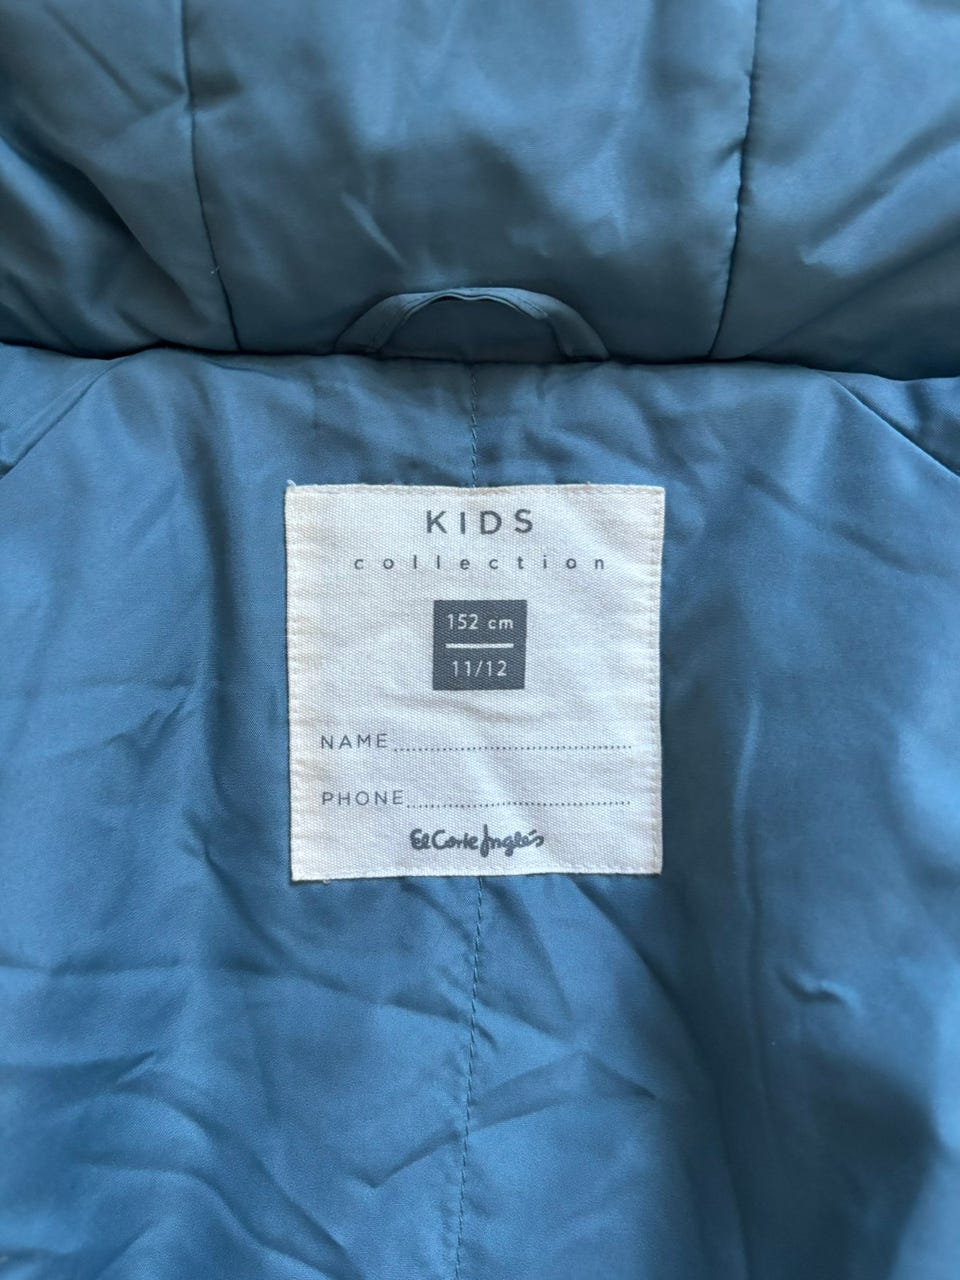 KIDS
collection
152 cm
11/12
NAME
PHONE
El Corte Inglés